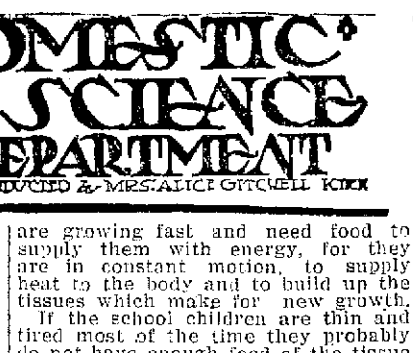 OMESTIC
SCIENCE
EPARTMENT
DUCTED by MRS. ALICE GITCHELL KIRK
are growing fast and need food to
supply them with energy, for they
are in constant motion, to supply
heat to the body and to build up the
tissues which make for new growth.
If the school children are thin and
tired most of the time they probably
do not have enough food of the tissue